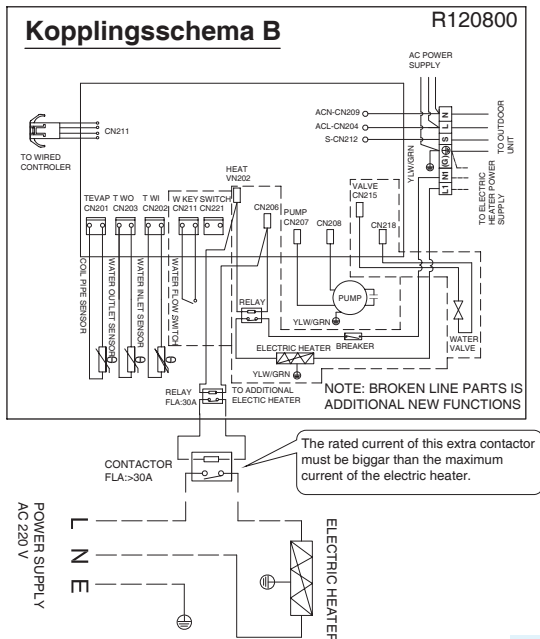 Kopplingsschema B
R120800
AC POWER
SUPPLY
ACN-CN209
ACL-CN204
S-CN212
N
L
S
(G)
N1
L1
TO OUTDOOR
UNIT
YLW/GRN
TO ELECTRIC
HEATER POWER
SUPPLY
CN211
TO WIRED
CONTROLER
HEAT
VN202
TEVAP
CN201
T WO
CN203
T WI
CN202
W KEY SWITCH
CN211 CN221
CN206
PUMP
CN207
CN208
VALVE
CN215
CN218
COIL PIPE SENSOR
WATER OUTLET SENSOR
WATER INLET SENSOR
WATER FLOW SWITCH
θ
θ
θ
RELAY
PUMP
YLW/GRN
BREAKER
WATER
VALVE
ELECTRIC HEATER
YLW/GRN
RELAY
FLA:30A
TO ADDITIONAL
ELECTIC HEATER
NOTE: BROKEN LINE PARTS IS
ADDITIONAL NEW FUNCTIONS
CONTACTOR
FLA:>30A
The rated current of this extra contactor
must be biggar than the maximum
current of the electric heater.
POWER SUPPLY
AC 220 V
L
N
E
ELECTRIC HEATER